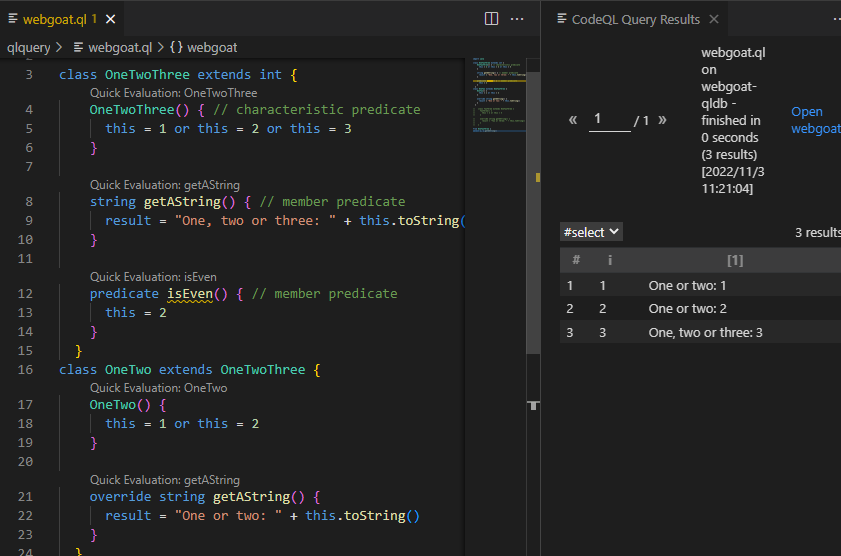 webgoat.ql 1
qlquery > webgoat.ql > {} webgoat
3 class OneTwoThree extends int {
Quick Evaluation: OneTwoThree
4 OneTwoThree() { // characteristic predicate
5 this = 1 or this = 2 or this = 3
6 }
7
Quick Evaluation: getAString
8 string getAString() { // member predicate
9 result = "One, two or three: " + this.toString(
10 }
11
Quick Evaluation: isEven
12 predicate isEven() { // member predicate
13 this = 2
14 }
15 }
16 class OneTwo extends OneTwoThree {
Quick Evaluation: OneTwo
17 OneTwo() {
18 this = 1 or this = 2
19 }
20
Quick Evaluation: getAString
21 override string getAString() {
22 result = "One or two: " + this.toString()
23 }
24 }
CodeQL Query Results
« 1 / 1 »
webgoat.ql
on
webgoat-
qldb -
finished in
0 seconds
(3 results)
[2022/11/3
11:21:04]
Open
webgoat
#select
3 results
# i [1]
1 1 One or two: 1
2 2 One or two: 2
3 3 One, two or three: 3